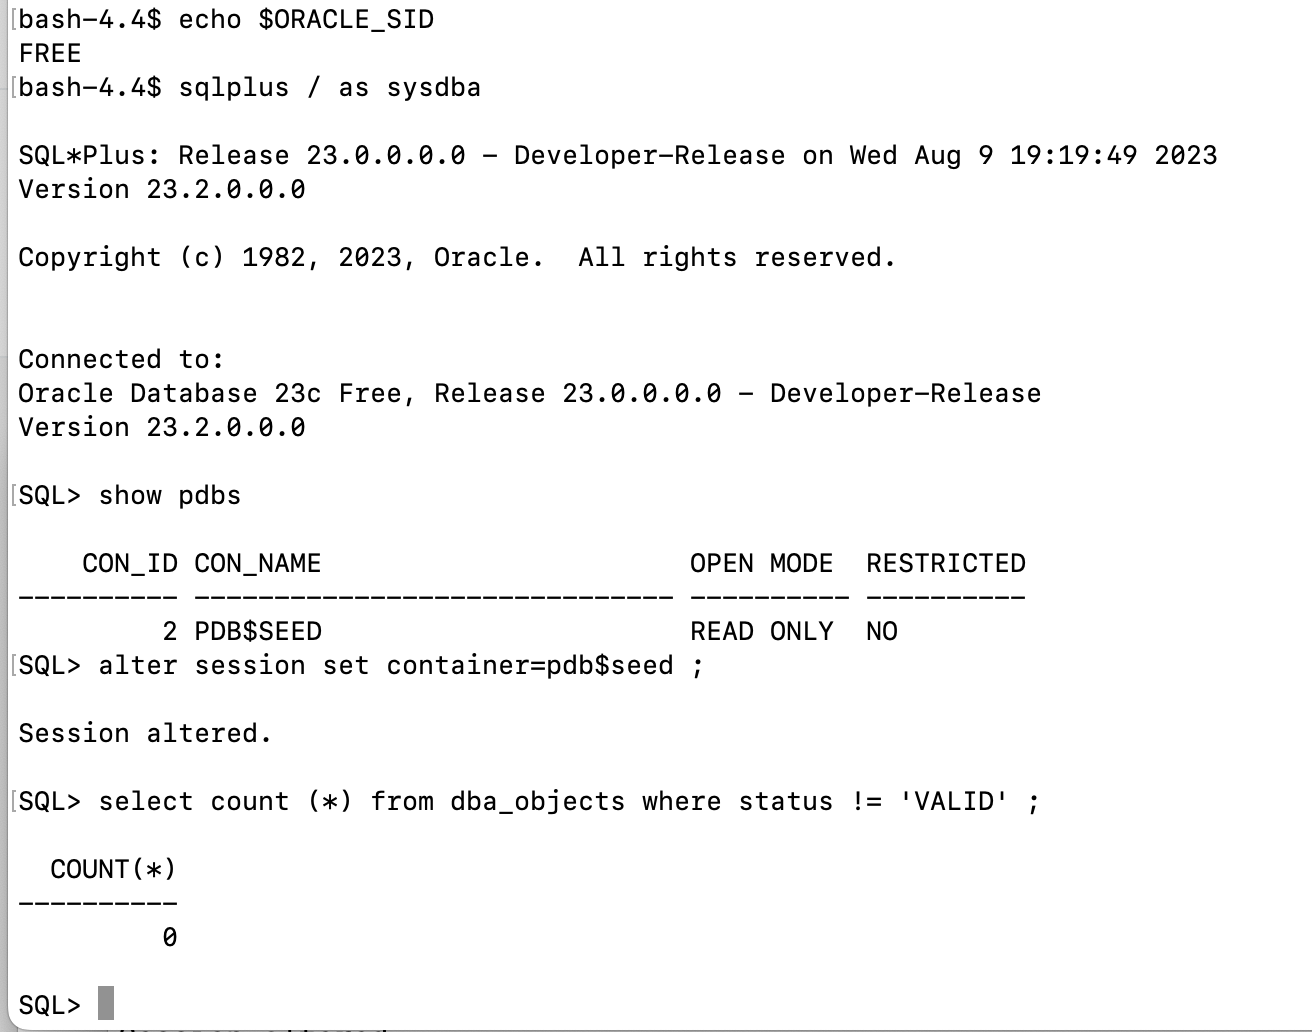 [bash-4.4$ echo $ORACLE_SID
FREE
[bash-4.4$ sqlplus / as sysdba
SQL*Plus: Release 23.0.0.0.0 - Developer-Release on Wed Aug 9 19:19:49 2023
Version 23.2.0.0.0
Copyright (c) 1982, 2023, Oracle.  All rights reserved.
Connected to:
Oracle Database 23c Free, Release 23.0.0.0.0 - Developer-Release
Version 23.2.0.0.0
[SQL> show pdbs
    CON_ID CON_NAME                       OPEN MODE  RESTRICTED
---------- ------------------------------ ---------- ----------
         2 PDB$SEED                       READ ONLY  NO
[SQL> alter session set container=pdb$seed ;
Session altered.
[SQL> select count (*) from dba_objects where status != 'VALID' ;
  COUNT(*)
----------
         0
SQL>